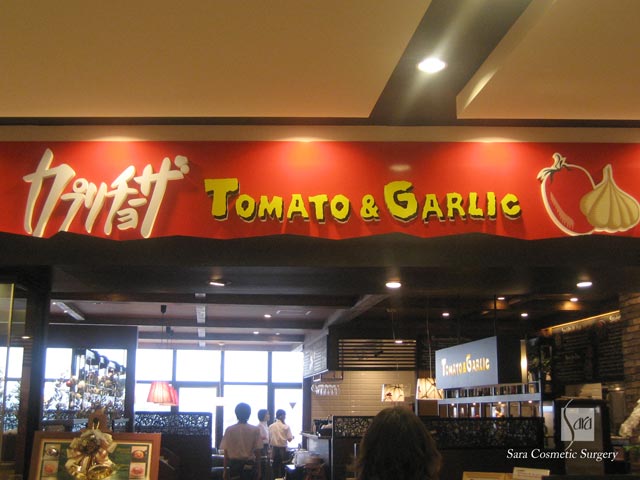 カプリチョーザ
TOMATO & GARLIC
TOMATO & GARLIC
Sara
Sara Cosmetic Surgery